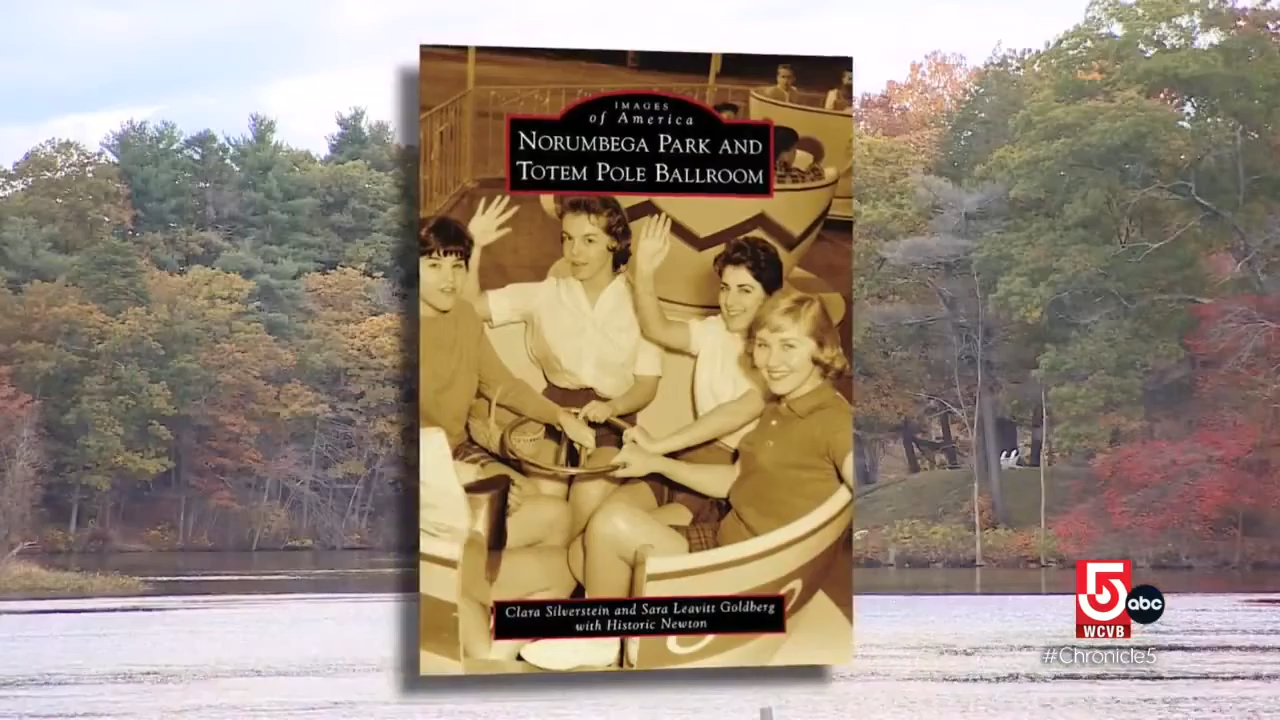 IMAGES
of America
NORUMBEGA PARK AND
TOTEM POLE BALLROOM
Clara Silverstein and Sara Leavitt Goldberg
with Historic Newton
5 abc
WCVB
#Chronicle5